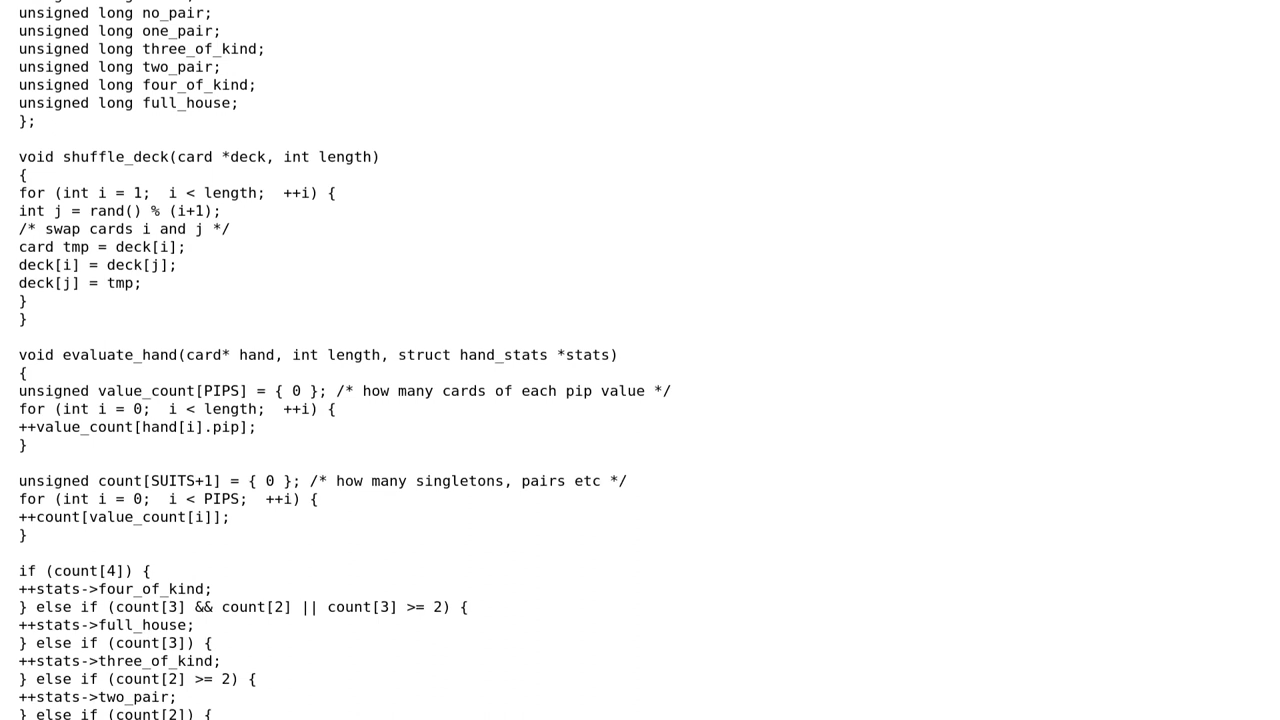 unsigned long no_pair;
unsigned long one_pair;
unsigned long three_of_kind;
unsigned long two_pair;
unsigned long four_of_kind;
unsigned long full_house;
};

void shuffle_deck(card *deck, int length)
{
for (int i = 1;  i < length;  ++i) {
int j = rand() % (i+1);
/* swap cards i and j */
card tmp = deck[i];
deck[i] = deck[j];
deck[j] = tmp;
}
}

void evaluate_hand(card* hand, int length, struct hand_stats *stats)
{
unsigned value_count[PIPS] = { 0 }; /* how many cards of each pip value */
for (int i = 0;  i < length;  ++i) {
++value_count[hand[i].pip];
}

unsigned count[SUITS+1] = { 0 }; /* how many singletons, pairs etc */
for (int i = 0;  i < PIPS;  ++i) {
++count[value_count[i]];
}

if (count[4]) {
++stats->four_of_kind;
} else if (count[3] && count[2] || count[3] >= 2) {
++stats->full_house;
} else if (count[3]) {
++stats->three_of_kind;
} else if (count[2] >= 2) {
++stats->two_pair;
} else if (count[2]) {